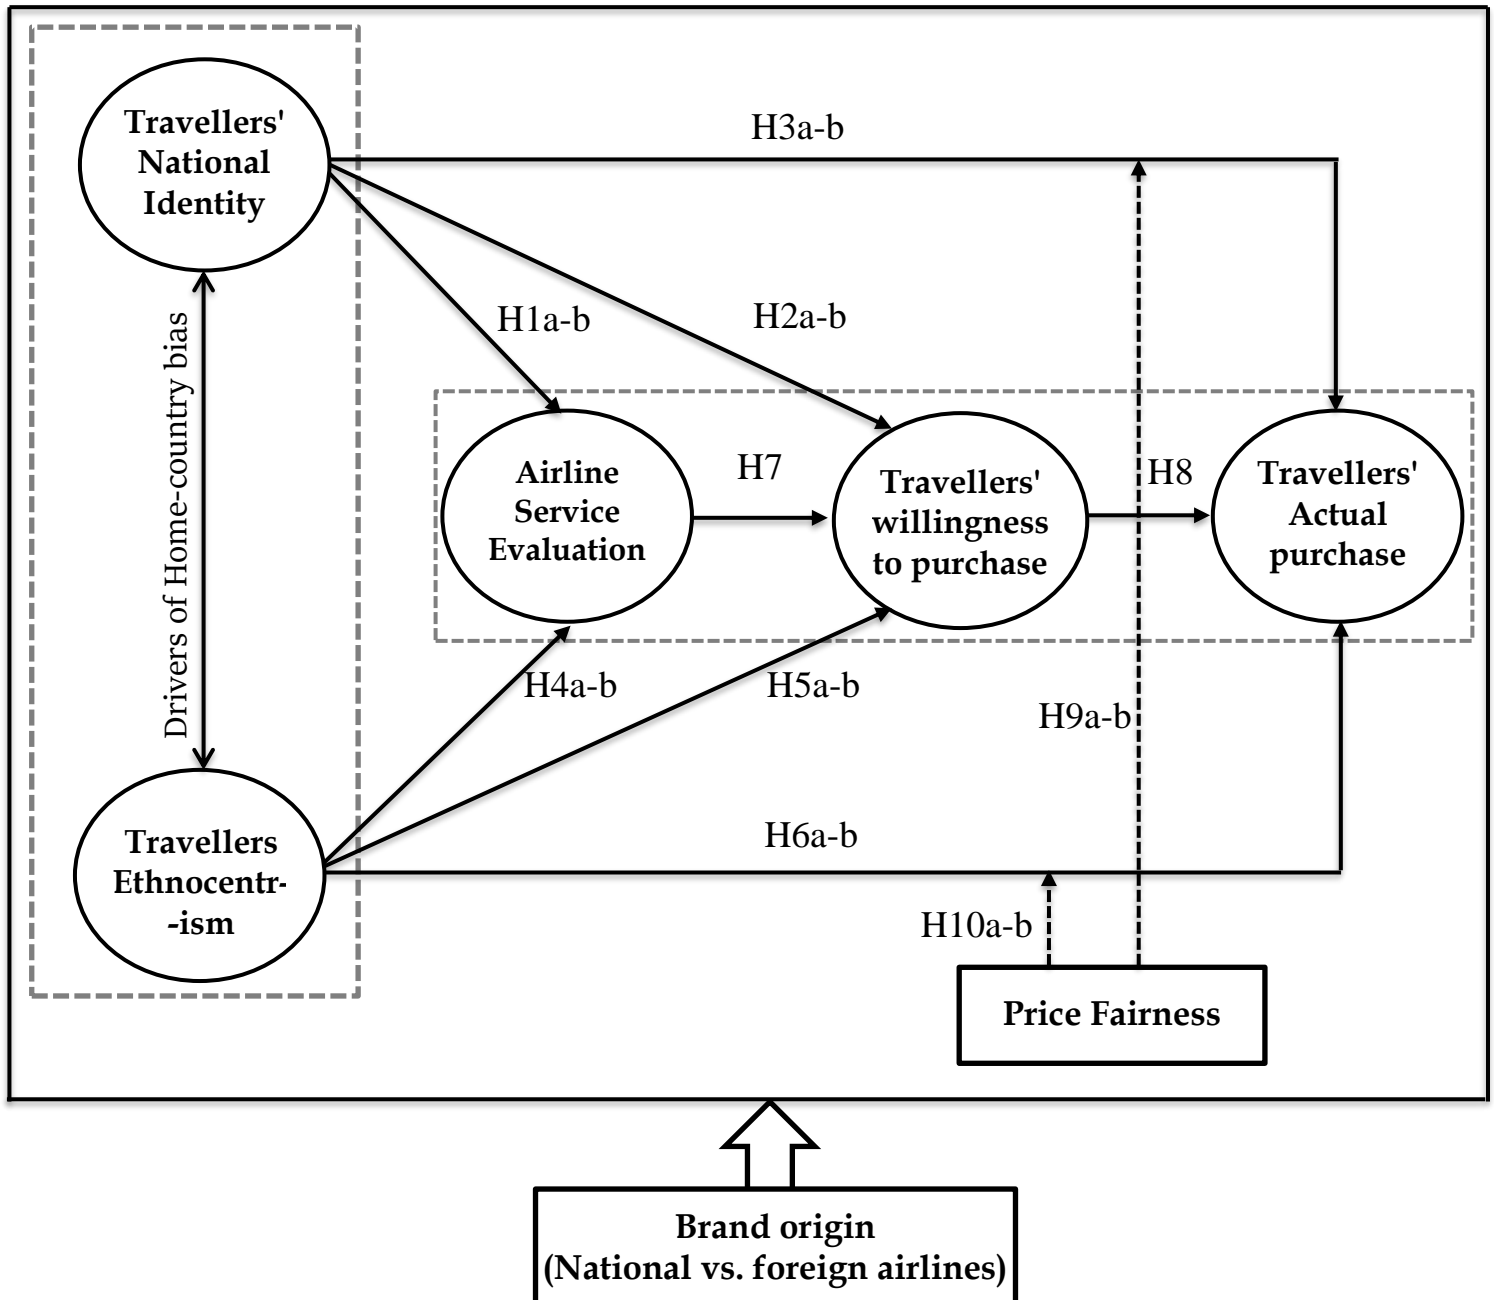 Travellers'
National
Identity
H3a-b
H1a-b
H2a-b
Drivers of Home-country bias
Airline
Service
Evaluation
H7
Travellers'
willingness
to purchase
H8
Travellers'
Actual
purchase
H4a-b
H5a-b
H9a-b
Travellers
Ethnocentr-
-ism
H6a-b
H10a-b
Price Fairness
Brand origin
(National vs. foreign airlines)